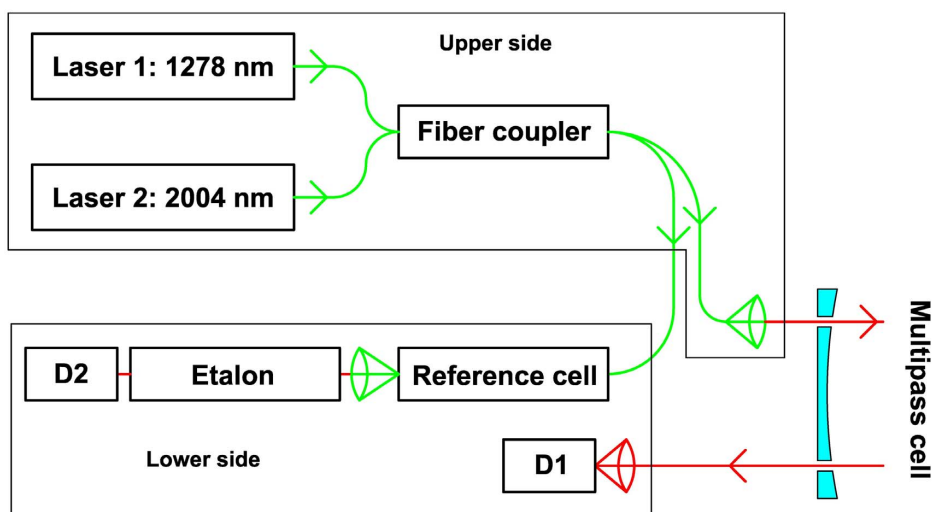 Upper side
Laser 1: 1278 nm
Fiber coupler
Laser 2: 2004 nm
Multipass cell
D2
Etalon
Reference cell
Lower side
D1